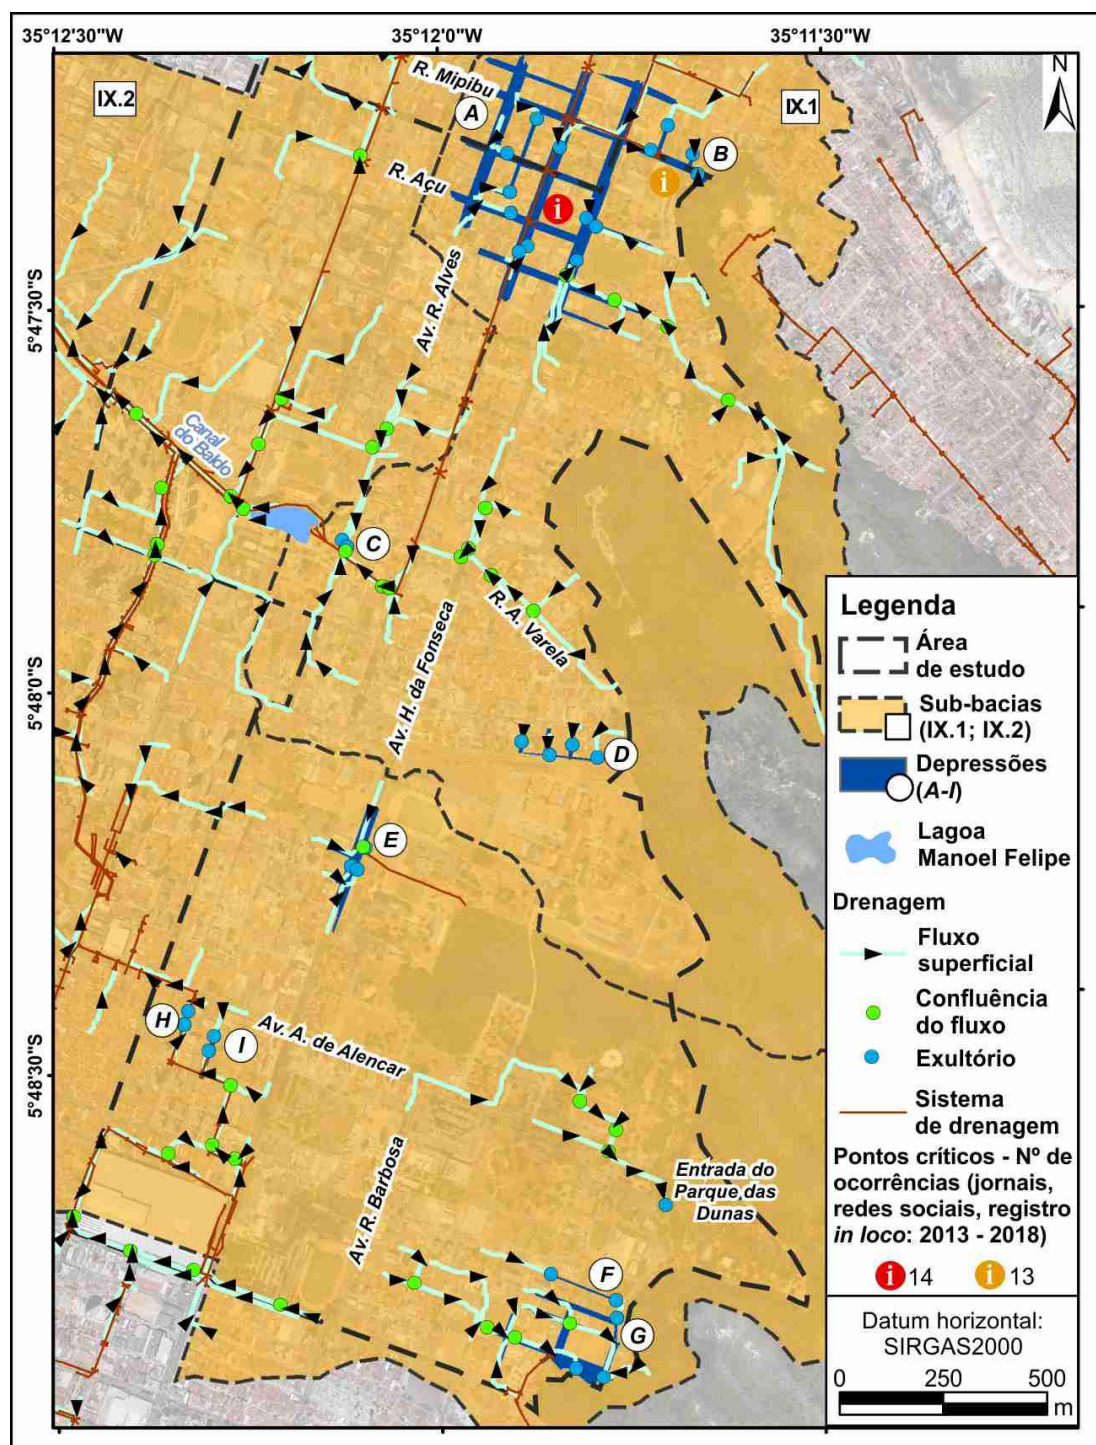 35°12'30"W
35°12'0"W
35°11'30"W
N
IX.2
IX.1
R. Mipibu
A
B
i
R. Açu
i
Av. R. Alves
5°47'30"S
Canal
do Baldo
C
R. A. Varela
Av. H. da Fonseca
5°48'0"S
D
E
H
I
Av. A. de Alencar
5°48'30"S
Av. R. Barbosa
Entrada do
Parque das
Dunas
F
G
Legenda
Área
de estudo
Sub-bacias
(IX.1; IX.2)
Depressões
(A-I)
Lagoa
Manoel Felipe
Drenagem
Fluxo
superficial
Confluência
do fluxo
Exultório
Sistema
de drenagem
Pontos críticos - Nº de
ocorrências (jornais,
redes sociais, registro
in loco: 2013 - 2018)
i 14 i 13
Datum horizontal:
SIRGAS2000
0 250 500
m